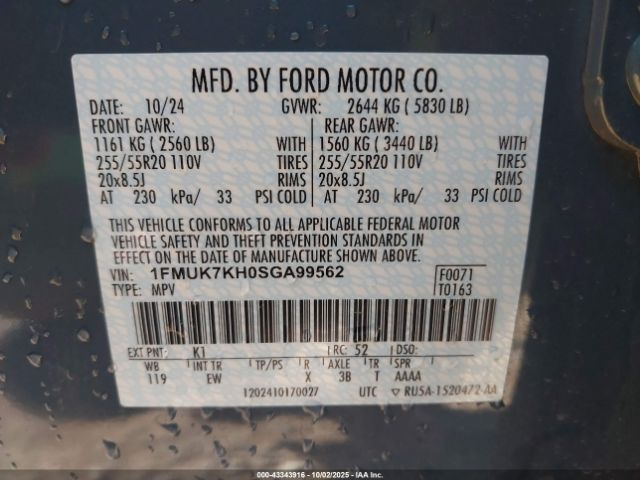 MFD. BY FORD MOTOR CO.
DATE: 10/24 GVWR: 2644 KG ( 5830 LB)
FRONT GAWR: REAR GAWR:
1161 KG ( 2560 LB) WITH 1560 KG ( 3440 LB) WITH
255/55R20 110V TIRES 255/55R20 110V TIRES
20x8.5J RIMS 20x8.5J RIMS
AT 230 kPa/ 33 PSI COLD AT 230 kPa/ 33 PSI COLD
THIS VEHICLE CONFORMS TO ALL APPLICABLE FEDERAL MOTOR
VEHICLE SAFETY AND THEFT PREVENTION STANDARDS IN
EFFECT ON THE DATE OF MANUFACTURE SHOWN ABOVE.
VIN: 1FMUK7KH0SGA99562 F0071
TYPE: MPV T0163
EXT PNT: K1 RC: 52 DSO:
WB INT TR TP/PS R AXLE TR
119 EW X 3B T AAAA
1202410170027 UTC ▽ RU5A-1520472-AA
000-43343916 - 10/02/2025 - IAA Inc.